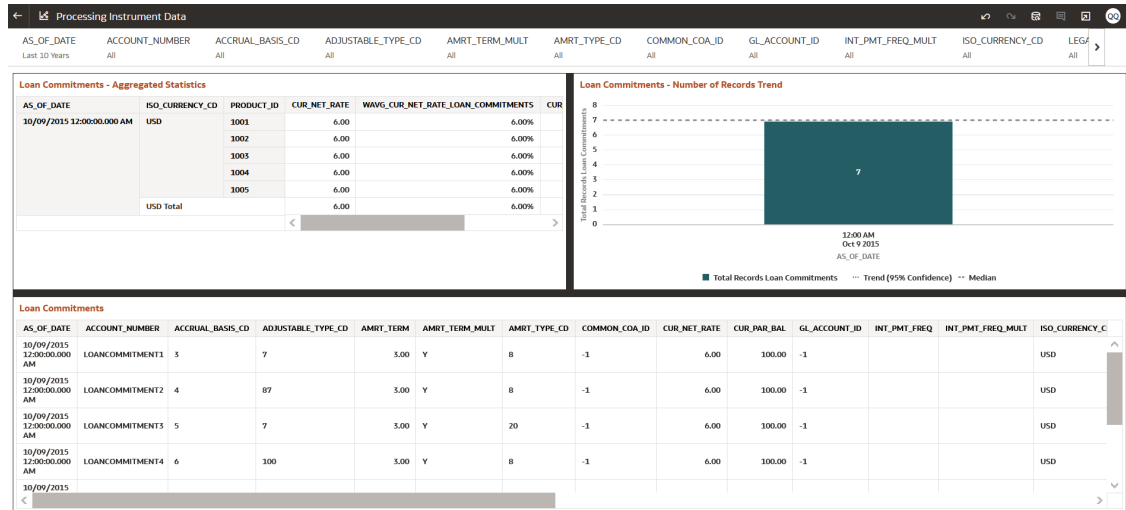 Processing Instrument Data
QQ
AS_OF_DATE ACCOUNT_NUMBER ACCRUAL_BASIS_CD ADJUSTABLE_TYPE_CD AMRT_TERM_MULT AMRT_TYPE_CD COMMON_COA_ID GL_ACCOUNT_ID INT_PMT_FREQ_MULT ISO_CURRENCY_CD LEGA
Last 10 Years All All All All All All All All All All
Loan Commitments - Aggregated Statistics
AS_OF_DATE ISO_CURRENCY_CD PRODUCT_ID CUR_NET_RATE WAVG_CUR_NET_RATE_LOAN_COMMITMENTS CUR
10/09/2015 12:00:00.000 AM USD 1001 6.00 6.00%
1002 6.00 6.00%
1003 6.00 6.00%
1004 6.00 6.00%
1005 6.00 6.00%
USD Total 6.00 6.00%
Loan Commitments - Number of Records Trend
Total Records Loan Commitments
8
7
6
5
4
3
2
1
0
7
12:00 AM
Oct 9 2015
AS_OF_DATE
Total Records Loan Commitments Trend (95% Confidence) Median
Loan Commitments
AS_OF_DATE ACCOUNT_NUMBER ACCRUAL_BASIS_CD ADJUSTABLE_TYPE_CD AMRT_TERM AMRT_TERM_MULT AMRT_TYPE_CD COMMON_COA_ID CUR_NET_RATE CUR_PAR_BAL GL_ACCOUNT_ID INT_PMT_FREQ INT_PMT_FREQ_MULT ISO_CURRENCY_C
10/09/2015
12:00:00.000 LOANCOMMITMENT1 3 7 3.00 Y 8 -1 6.00 100.00 -1 USD
AM
10/09/2015
12:00:00.000 LOANCOMMITMENT2 4 87 3.00 Y 8 -1 6.00 100.00 -1 USD
AM
10/09/2015
12:00:00.000 LOANCOMMITMENT3 5 7 3.00 Y 20 -1 6.00 100.00 -1 USD
AM
10/09/2015
12:00:00.000 LOANCOMMITMENT4 6 100 3.00 Y 8 -1 6.00 100.00 -1 USD
AM
10/09/2015